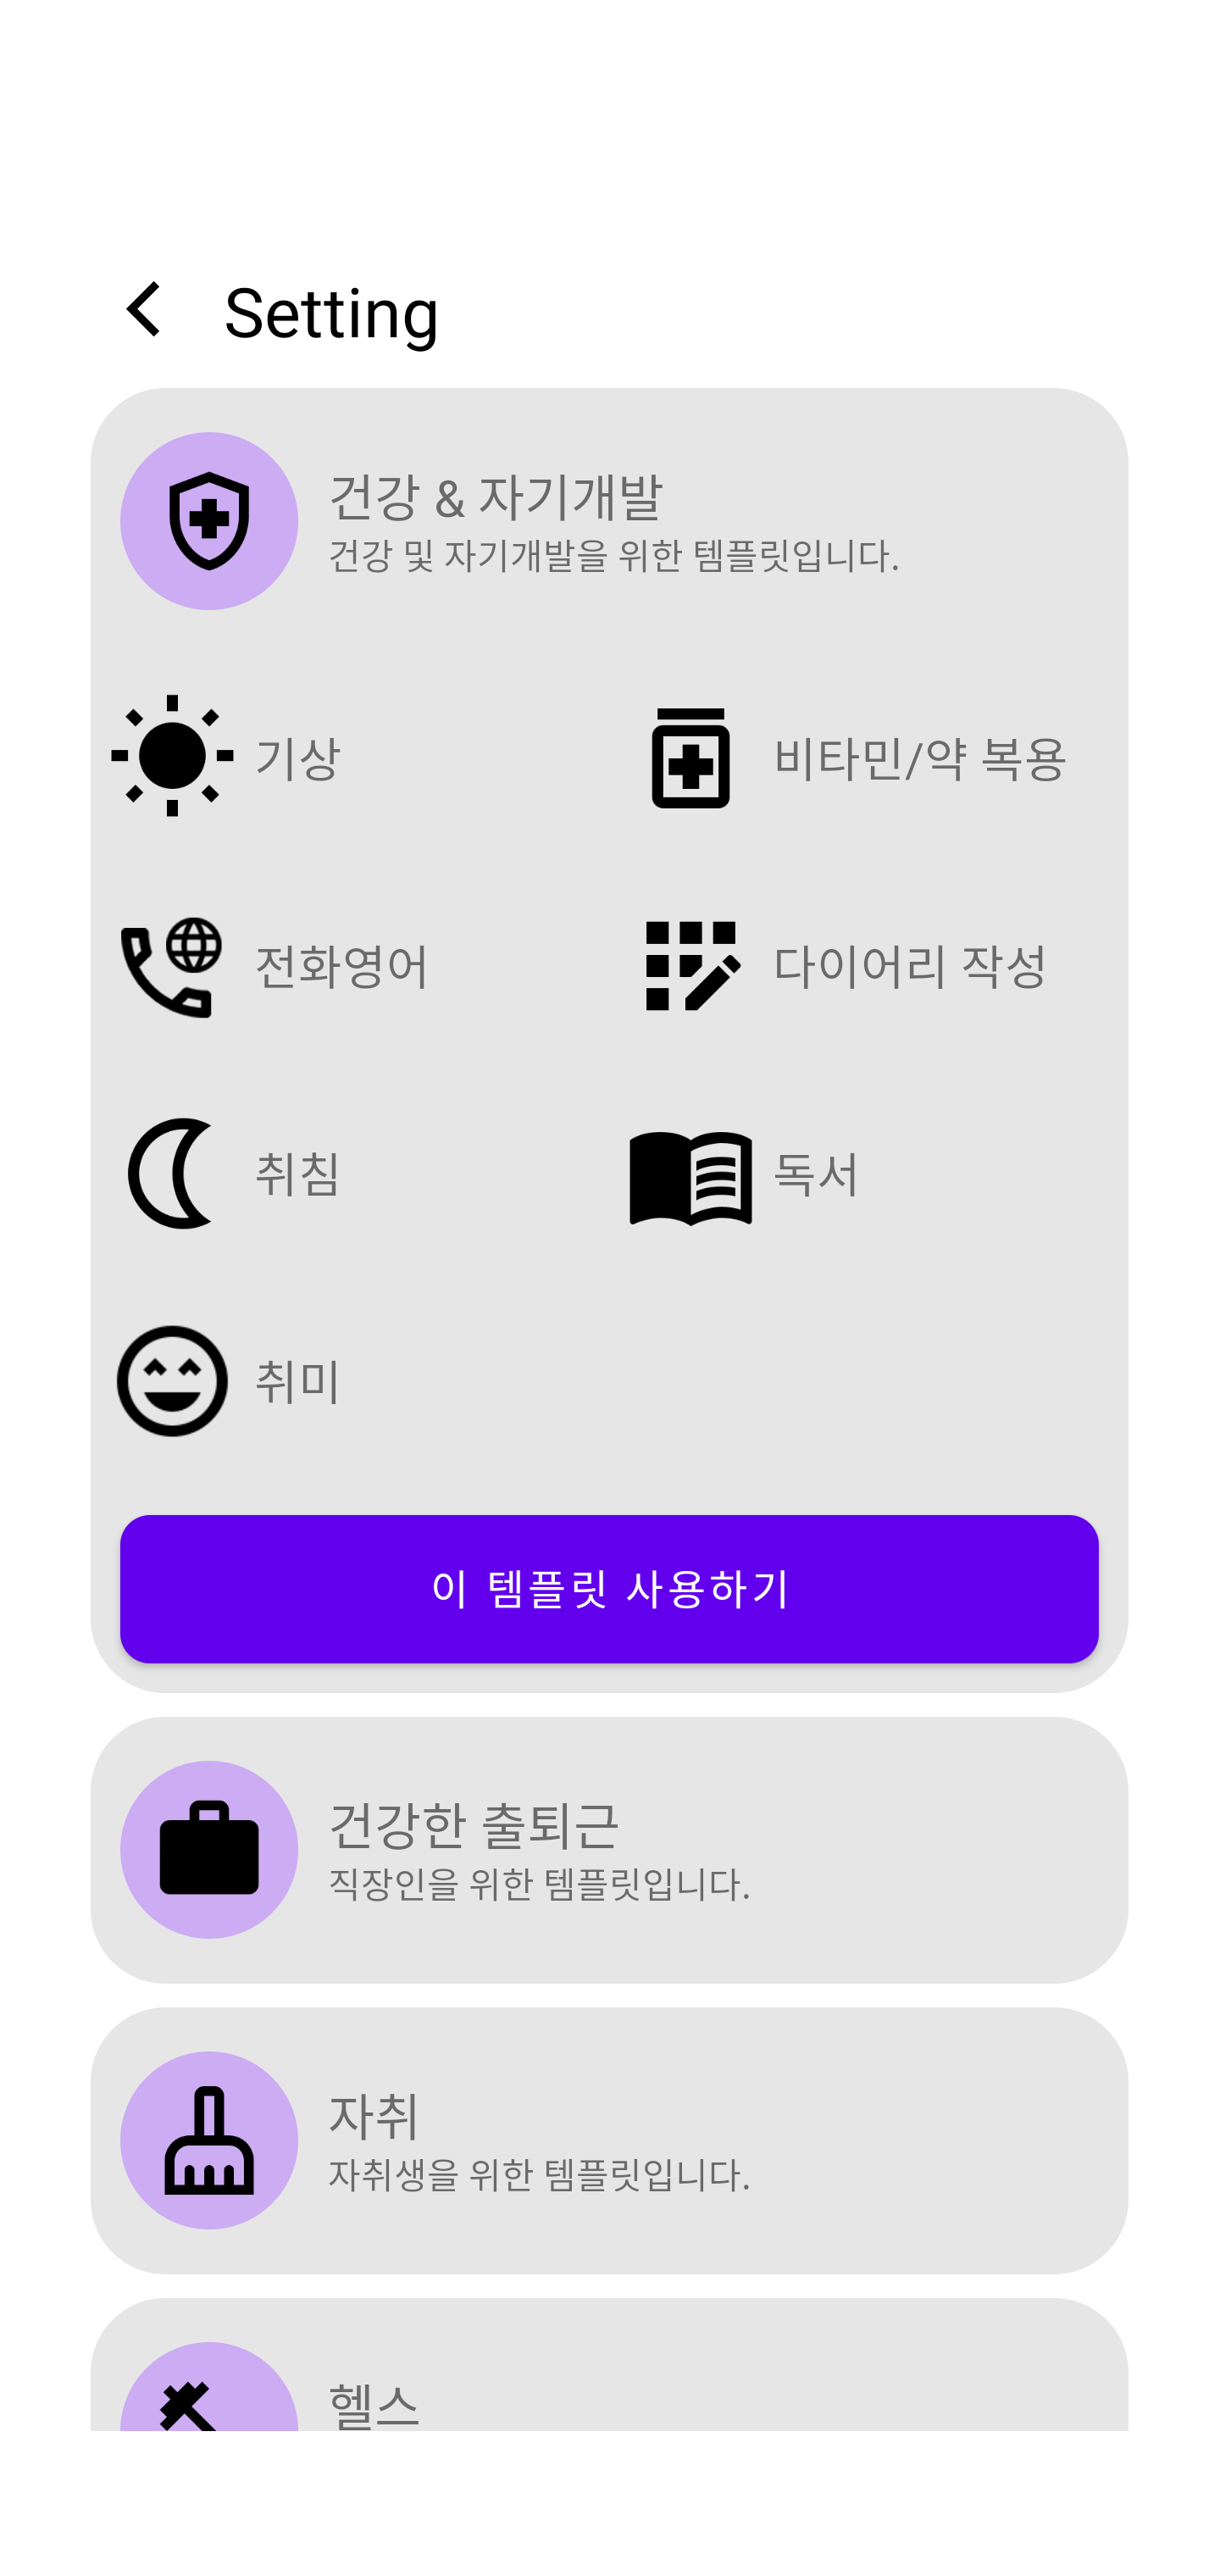 Setting
건강 & 자기개발
건강 및 자기개발을 위한 템플릿입니다.
기상
비타민/약 복용
전화영어
다이어리 작성
취침
독서
취미
이 템플릿 사용하기
건강한 출퇴근
직장인을 위한 템플릿입니다.
자취
자취생을 위한 템플릿입니다.
헬스